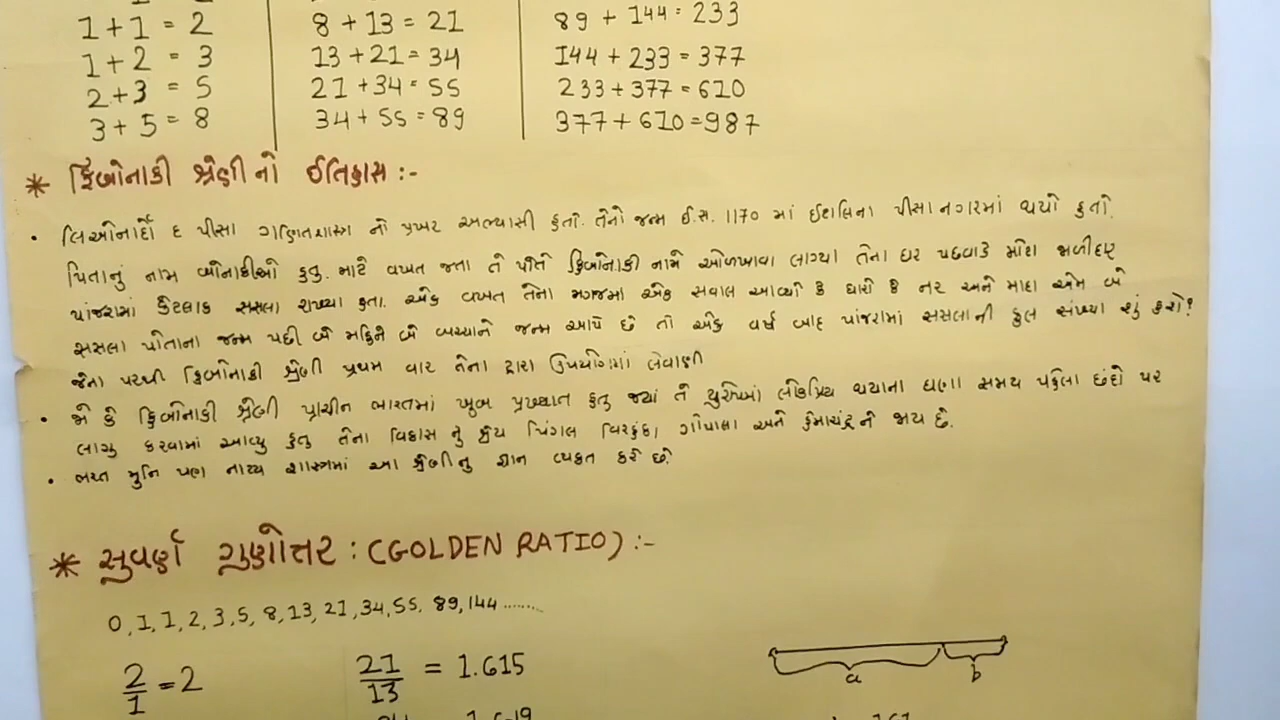 1+1=2 8+13=21 89+144=233
1+2=3 13+21=34 144+233=377
2+3=5 21+34=55 233+377=610
3+5=8 34+55=89 377+610=987
* ફિબોનાકી શ્રેણીનો ઈતિહાસ :-
• લિઓનાર્દો દ પીસા ગણિતશાસ્ત્ર નો પ્રખર અભ્યાસી હતો. તેનો જન્મ ઈ.સ. 1170 માં ઈટાલિના પીસા નગરમાં થયો હતો.
પિતાનું નામ બોનાકીઓ હતુ. માટે વખત જતા તે પોતે ફિબોનાકી નામે ઓળખાવા લાગ્યા તેના ઘર પછવાડે મોટા જાળીદાર
પાંજરામાં કેટલાક સસલા રાખ્યા હતા. એક વખત તેના મગજમાં એક સવાલ આવ્યો કે ધારો કે નર અને માદા એમ બે
સસલા પોતાના જન્મ પછી બે મહિને બે બચ્ચાને જન્મ આપે છે તો એક વર્ષ બાદ પાંજરામાં સસલાની કુલ સંખ્યા શું હશે?
જેના પરથી ફિબોનાકી શ્રેણી પ્રથમ વાર તેના દ્વારા ઉપયોગમાં લેવાણી
• જો કે ફિબોનાકી શ્રેણી પ્રાચીન ભારતમાં ખુબ પ્રખ્યાત હતુ જ્યાં તે યુરોપમાં લોકપ્રિય થયાના ઘણા સમય પહેલા છંદો પર
લાગુ કરવામાં આવ્યુ હતુ તેના વિકાસ નુ શ્રેય પિંગલ વિરહંકા, ગોપાલા અને હેમાચંદ્રને જાય છે.
• ભરત મુનિ પણ નાટ્ય શાસ્ત્રમાં આ શ્રેણીનુ જ્ઞાન વ્યકત કરે છે.
* સુવર્ણ ગુણોત્તર : (GOLDEN RATIO) :-
0, 1, 1, 2, 3, 5, 8, 13, 21, 34, 55, 89, 144 .......
2/1 = 2 21/13 = 1.615
a b